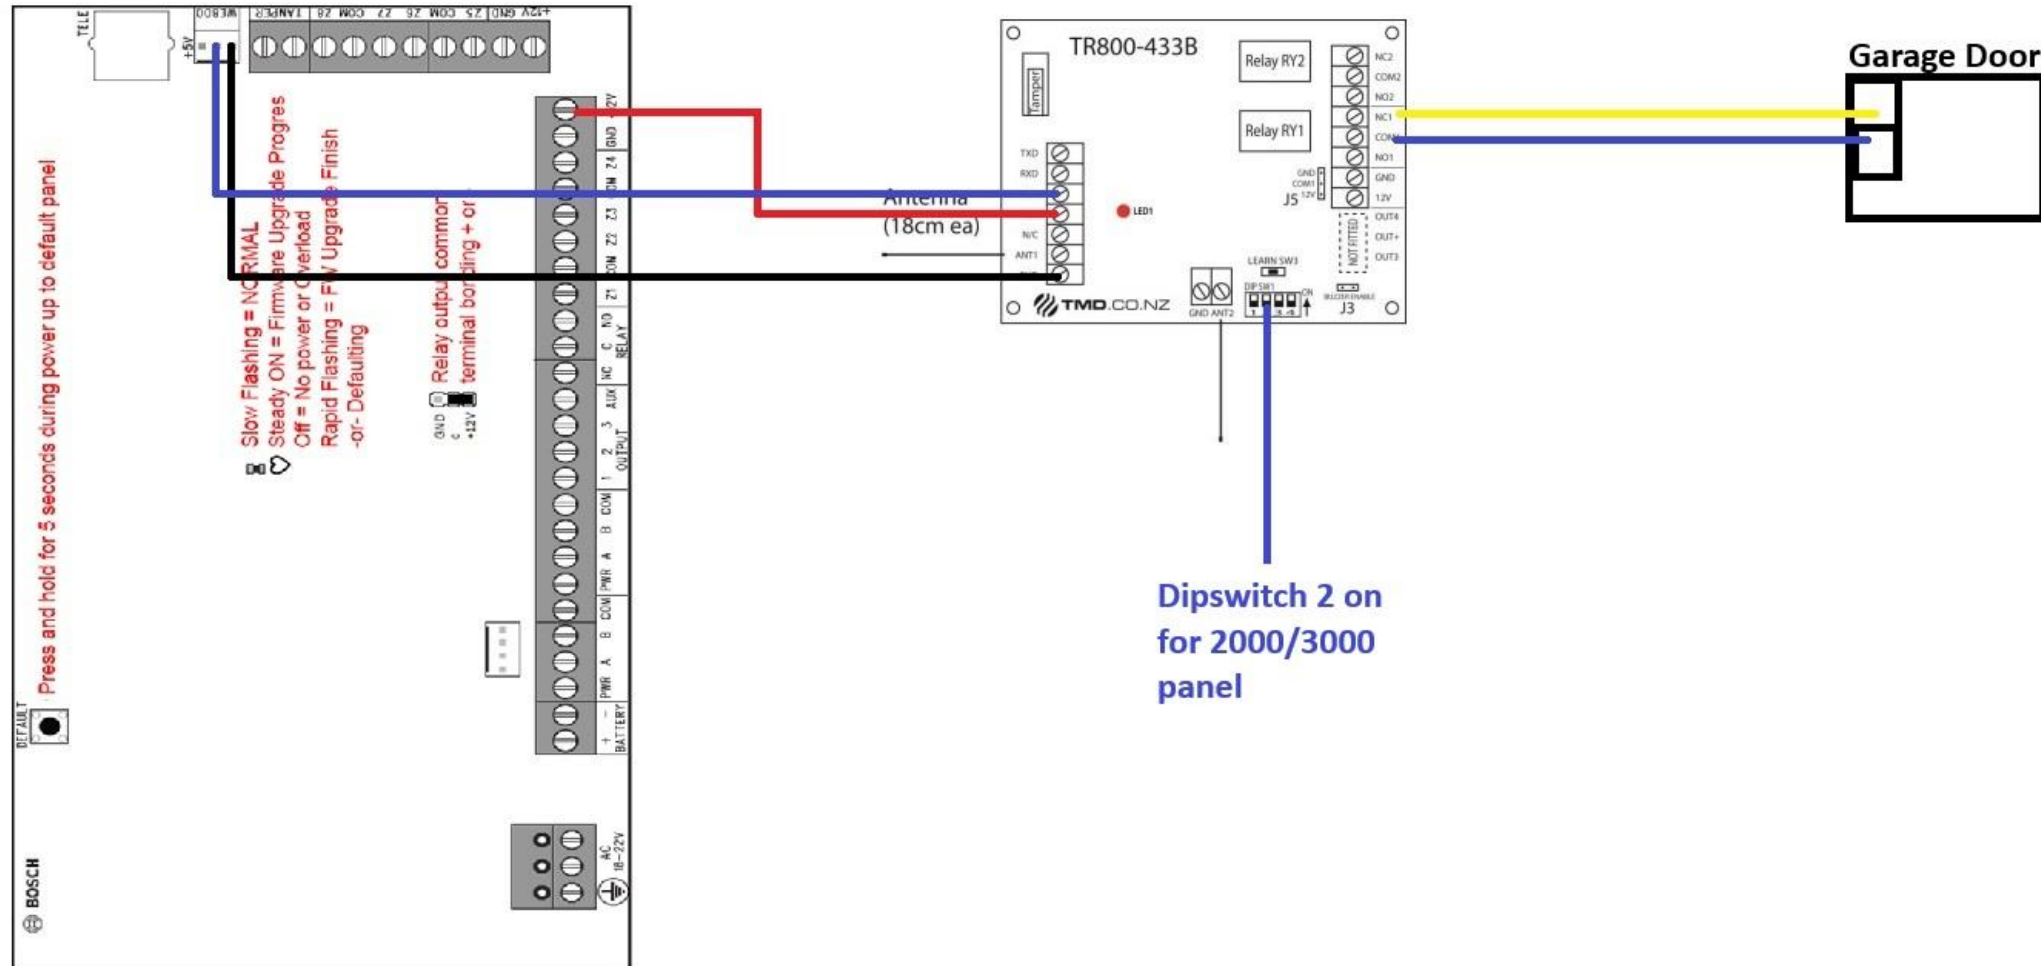 TELE
+5V
WEBDO
TAMPER
Z8 COM Z7 Z6 COM Z5 GND +12V
Press and hold for 5 seconds during power up to default panel
DEFAULT
BOSCH
Slow Flashing = NORMAL
Steady ON = Firmware Upgrade Progres
Off = No power or Overload
Rapid Flashing = FW Upgrade Finish
-or- Defaulting
Relay output common
terminal bonding + or
GND
C
+12V
GND
Z4
Z3
Z2
COM
Z1
NO
C
NC
RELAY
AUX
3
2
1
OUTPUT
COM
B
A
PWR
COM
B
A
PWR
-
+
BATTERY
AC
18-22V
Antenna
(18cm ea)
TR800-433B
Tamper
Relay RY2
Relay RY1
TXD
RXD
N/C
ANT1
LED1
NC2
COM2
NO2
NC1
NO1
GND
12V
OUT4
OUT+
OUT3
GND
COM1
12V
J5
NOT FITTED
LEARN SW3
DIP SW1
ON
1 3 4
BUZZER ENABLE
J3
GND ANT2
TMD.CO.NZ
Garage Door
Dipswitch 2 on
for 2000/3000
panel